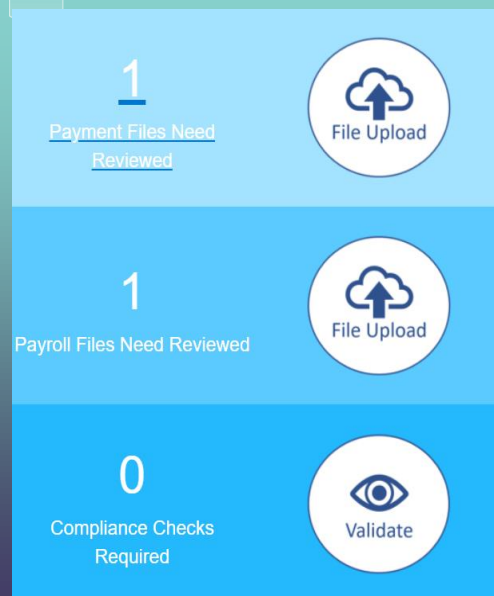 1
Payment Files Need
Reviewed
File Upload
1
Payroll Files Need Reviewed
File Upload
0
Compliance Checks
Required
Validate